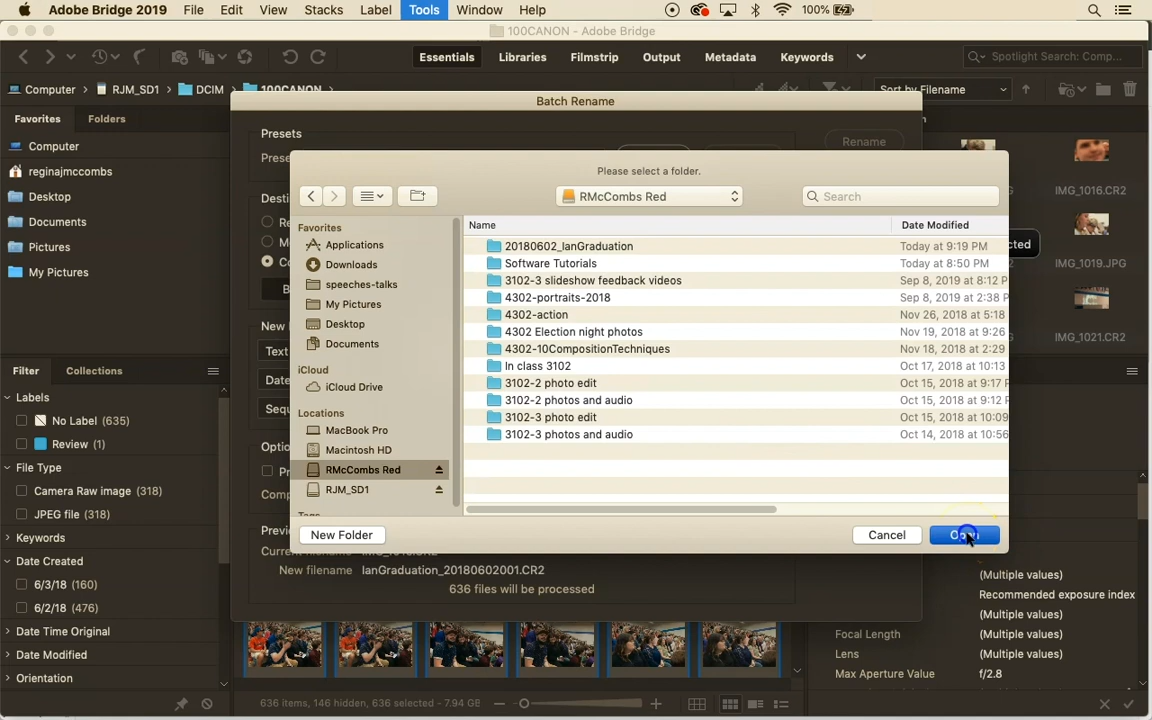 Adobe Bridge 2019 File Edit View Stacks Label Tools Window Help 100%
100CANON - Adobe Bridge
Essentials Libraries Filmstrip Output Metadata Keywords Spotlight Search: Comp...
Computer RJM_SD1 DCIM 100CANON Sort by Filename
Favorites Folders
Computer
reginajmccombs
Desktop
Documents
Pictures
My Pictures
Filter Collections
Labels
No Label (635)
Review (1)
File Type
Camera Raw image (318)
JPEG file (318)
Keywords
Date Created
6/3/18 (160)
6/2/18 (476)
Date Time Original
Date Modified
Orientation
Batch Rename
Presets
Rename
Please select a folder.
RMcCombs Red
Search
Favorites
Applications
Downloads
speeches-talks
My Pictures
Desktop
Documents
iCloud
iCloud Drive
Locations
MacBook Pro
Macintosh HD
RMcCombs Red
RJM_SD1
Name Date Modified
20180602_IanGraduation Today at 9:19 PM
Software Tutorials Today at 8:50 PM
3102-3 slideshow feedback videos Sep 8, 2019 at 8:12 P
4302-portraits-2018 Sep 8, 2019 at 2:38 P
4302-action Nov 26, 2018 at 5:18
4302 Election night photos Nov 19, 2018 at 9:26
4302-10CompositionTechniques Nov 18, 2018 at 2:29
In class 3102 Oct 17, 2018 at 10:13
3102-2 photo edit Oct 15, 2018 at 9:17 P
3102-2 photos and audio Oct 15, 2018 at 9:12 P
3102-3 photo edit Oct 15, 2018 at 10:09
3102-3 photos and audio Oct 14, 2018 at 10:56
New Folder Cancel Open
New filename IanGraduation_20180602001.CR2
636 files will be processed
IMG_1016.CR2
IMG_1019.JPG
IMG_1021.CR2
(Multiple values)
Recommended exposure index
(Multiple values)
Focal Length (Multiple values)
Lens (Multiple values)
Max Aperture Value f/2.8
636 items, 146 hidden, 636 selected - 7.94 GB